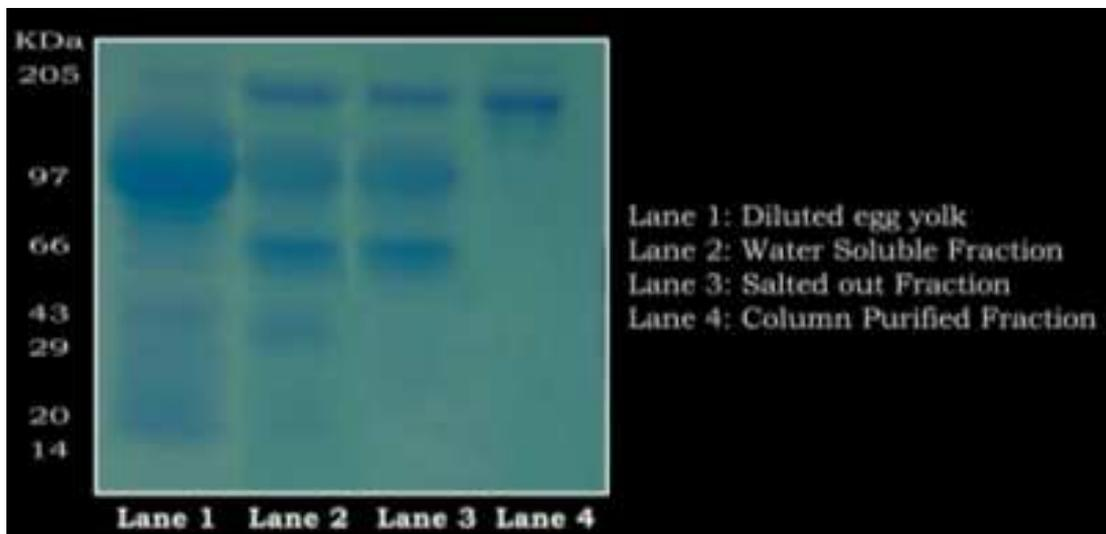 KDa
205
97
66
43
29
20
14
Lane 1: Diluted egg yolk
Lane 2: Water Soluble Fraction
Lane 3: Salted out Fraction
Lane 4: Column Purified Fraction
Lane 1 Lane 2 Lane 3 Lane 4